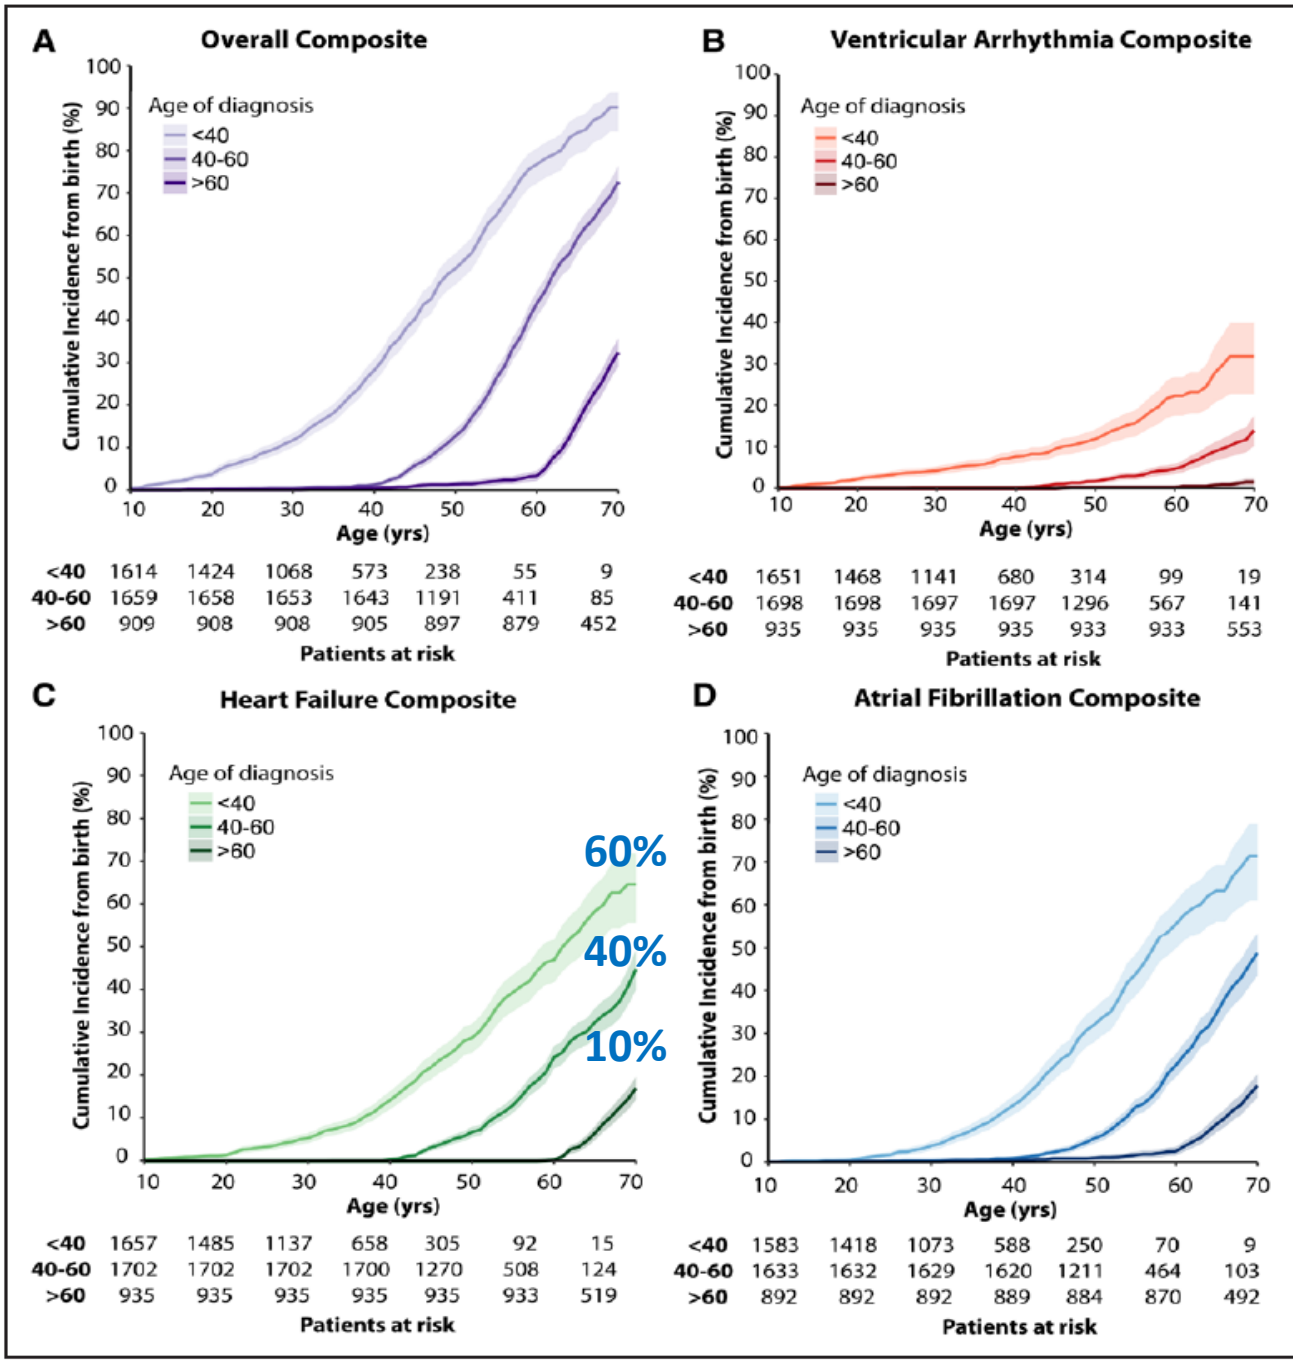 A
Overall Composite
Cumulative Incidence from birth (%)
100
90
80
70
60
50
40
30
20
10
0
Age of diagnosis
<40
40-60
>60
10 20 30 40 50 60 70
Age (yrs)
<40 1614 1424 1068 573 238 55 9
40-60 1659 1658 1653 1643 1191 411 85
>60 909 908 908 905 897 879 452
Patients at risk
B
Ventricular Arrhythmia Composite
Cumulative Incidence from birth (%)
100
90
80
70
60
50
40
30
20
10
0
Age of diagnosis
<40
40-60
>60
10 20 30 40 50 60 70
Age (yrs)
<40 1651 1468 1141 680 314 99 19
40-60 1698 1698 1697 1697 1296 567 141
>60 935 935 935 935 933 933 553
Patients at risk
C
Heart Failure Composite
Cumulative Incidence from birth (%)
100
90
80
70
60
50
40
30
20
10
0
Age of diagnosis
<40
40-60
>60
60%
40%
10%
10 20 30 40 50 60 70
Age (yrs)
<40 1657 1485 1137 658 305 92 15
40-60 1702 1702 1702 1700 1270 508 124
>60 935 935 935 935 935 933 519
Patients at risk
D
Atrial Fibrillation Composite
Cumulative Incidence from birth (%)
100
90
80
70
60
50
40
30
20
10
0
Age of diagnosis
<40
40-60
>60
10 20 30 40 50 60 70
Age (yrs)
<40 1583 1418 1073 588 250 70 9
40-60 1633 1632 1629 1620 1211 464 103
>60 892 892 892 889 884 870 492
Patients at risk